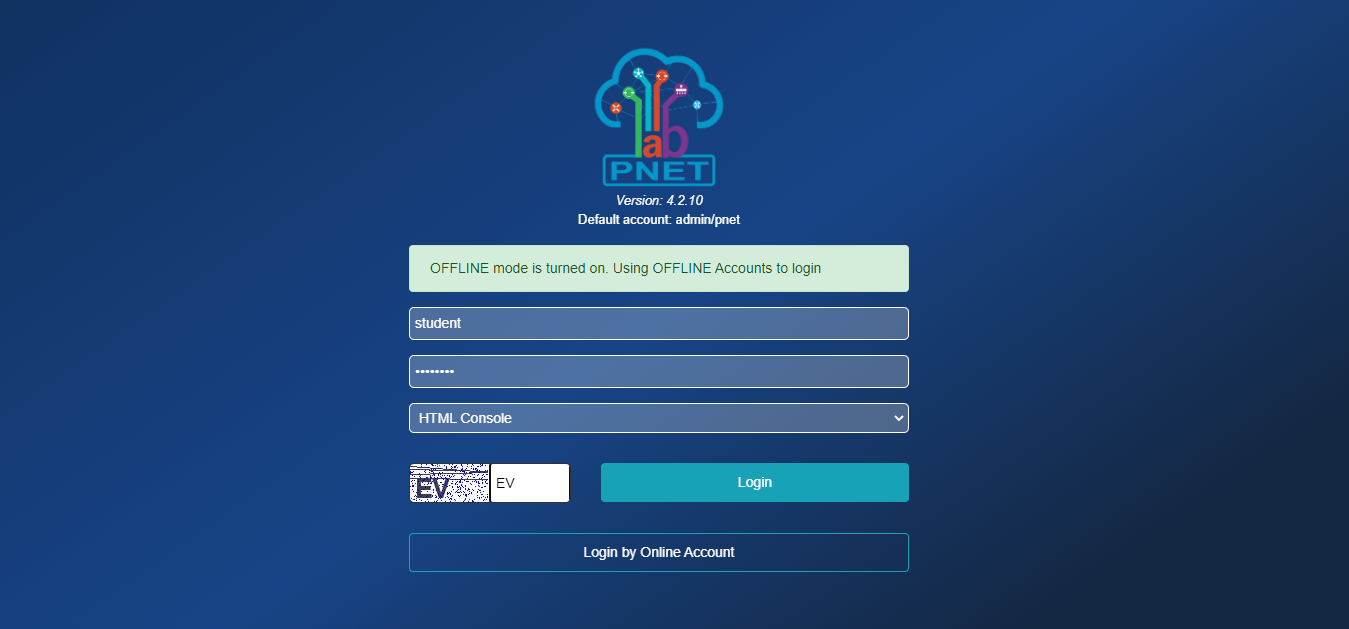 lab
PNET
Version: 4.2.10
Default account: admin/pnet
OFFLINE mode is turned on. Using OFFLINE Accounts to login
student
••••••••
HTML Console
EV EV
Login
Login by Online Account